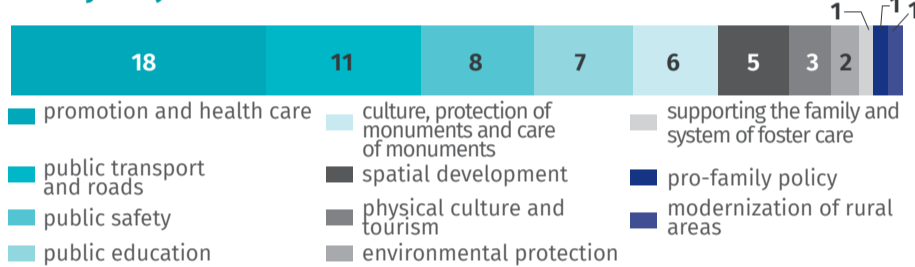 1
1
1
18
11
8
7
6
5
3
2
promotion and health care
public transport
and roads
public safety
public education
culture, protection of
monuments and care
of monuments
spatial development
physical culture and
tourism
environmental protection
supporting the family and
system of foster care
pro-family policy
modernization of rural
areas